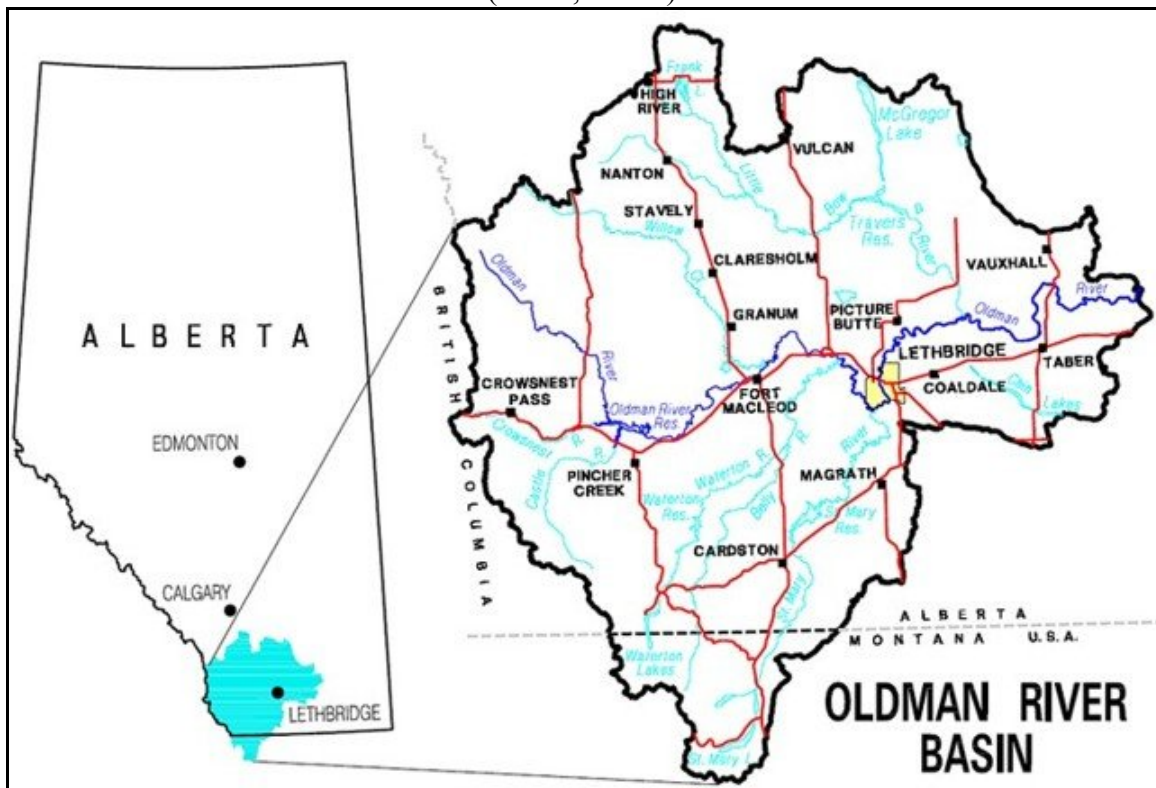 ALBERTA
EDMONTON
CALGARY
LETHBRIDGE
Frank
L.
HIGH
RIVER
McGregor
Lake
VULCAN
NANTON
Little
Bow
River
STAVELY
Willow
Travers
Res.
CLARESHOLM
VAUXHALL
Oldman
River
BRITISH
COLUMBIA
GRANUM
PICTURE
BUTTE
Oldman
River
LETHBRIDGE
TABER
COALDALE
Lakes
CROWSNEST
PASS
Oldman River
Res.
FORT
MACLEOD
Crowsnest
R.
Castle
R.
PINCHER
CREEK
Waterton R.
Waterton
Res.
Belly
R.
River
MAGRATH
St. Mary
Res.
CARDSTON
St. Mary
ALBERTA
MONTANA U.S.A.
Waterton
Lakes
St. Mary L.
OLDMAN RIVER
BASIN